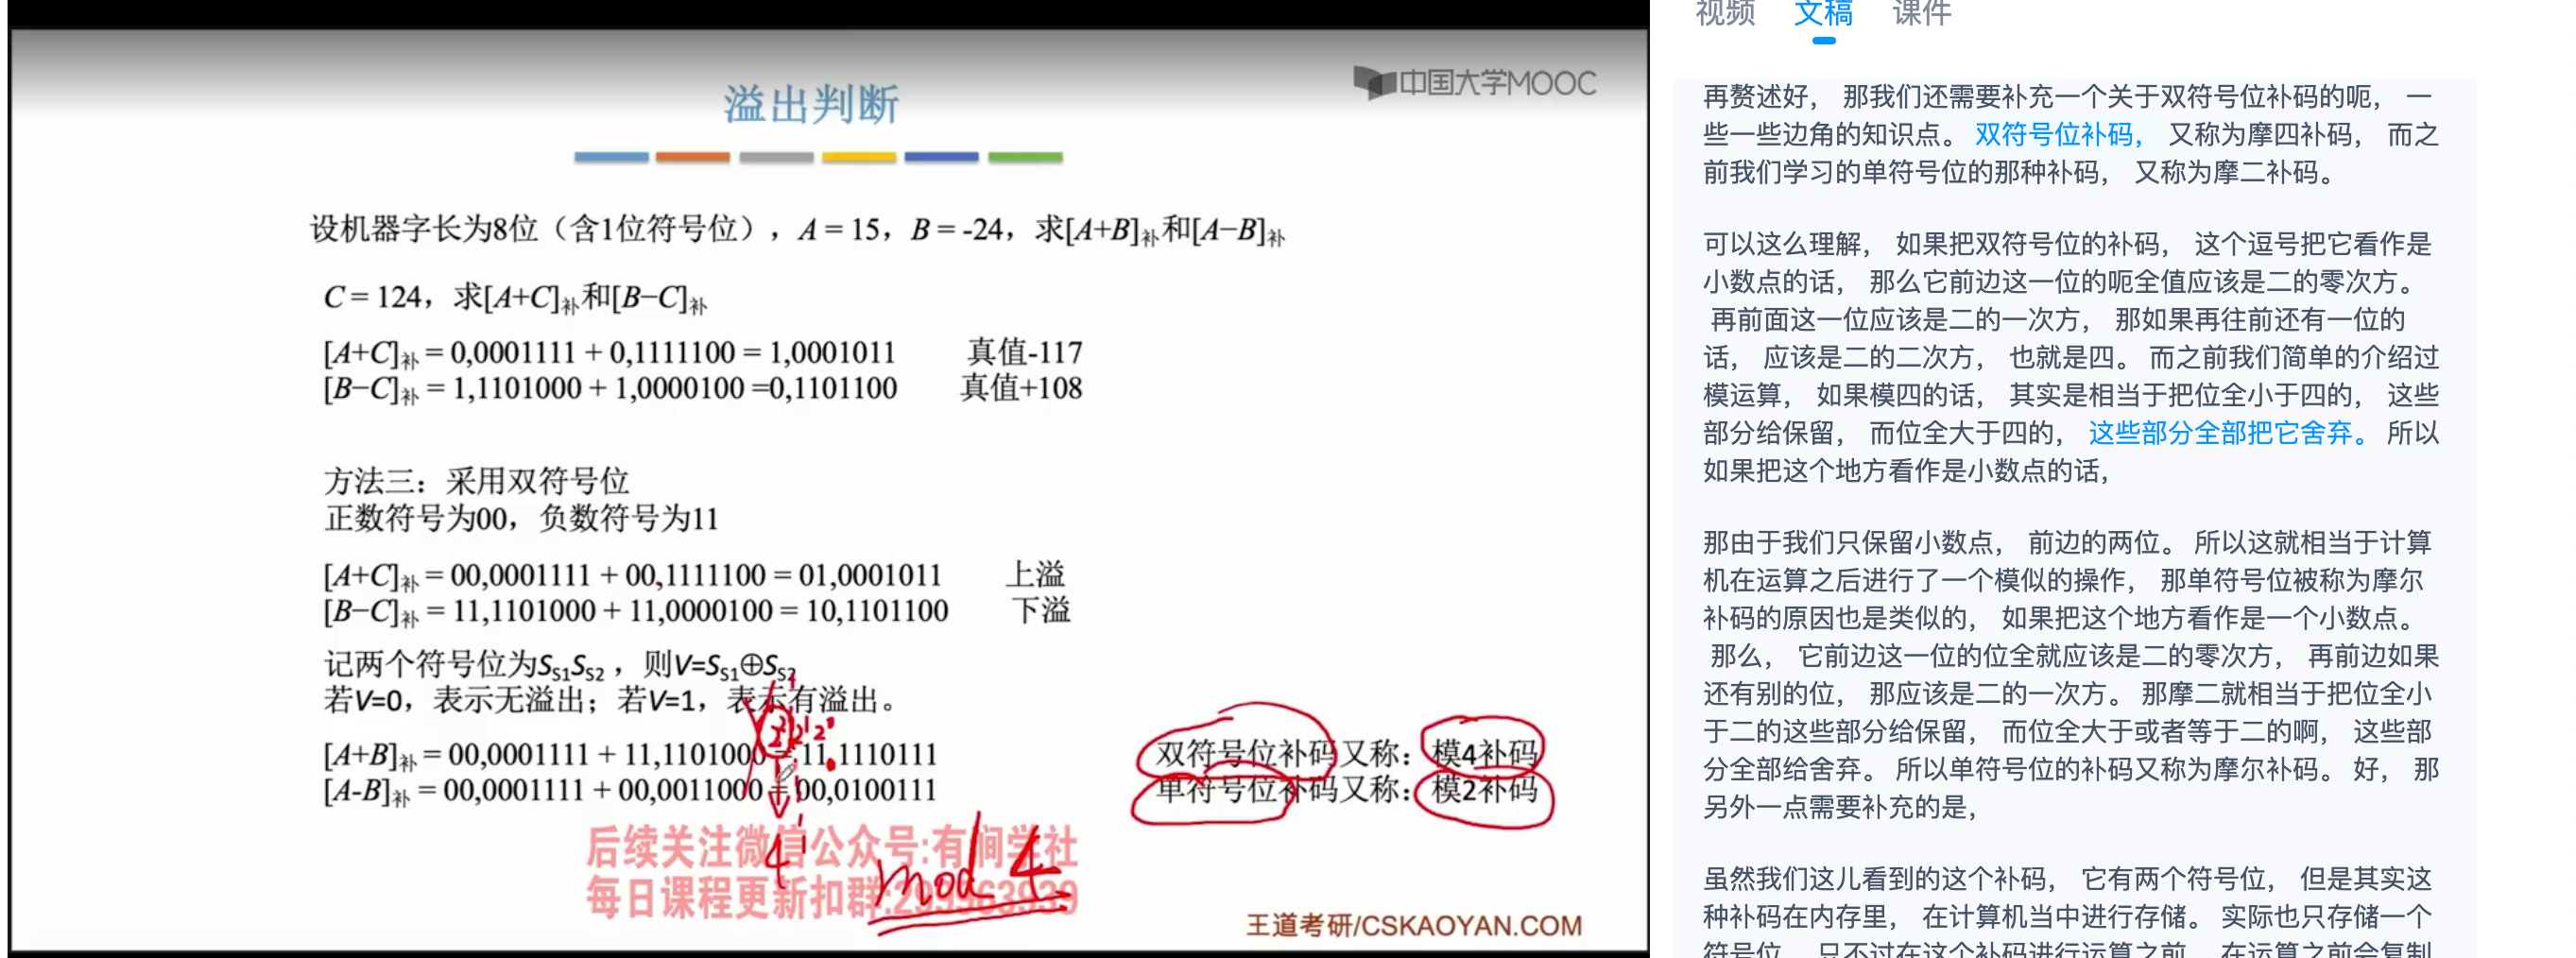 中国大学MOOC
溢出判断
设机器字长为8位（含1位符号位），A = 15，B = -24，求[A+B]补和[A−B]补
C = 124，求[A+C]补和[B−C]补
[A+C]补 = 0,0001111 + 0,1111100 = 1,0001011 真值-117
[B−C]补 = 1,1101000 + 1,0000100 =0,1101100 真值+108
方法三：采用双符号位
正数符号为00，负数符号为11
[A+C]补 = 00,0001111 + 00,1111100 = 01,0001011 上溢
[B−C]补 = 11,1101000 + 11,0000100 = 10,1101100 下溢
记两个符号位为SS1SS2 ，则V=SS1⊕SS2
若V=0，表示无溢出；若V=1，表示有溢出。
[A+B]补 = 00,0001111 + 11,1101000 = 11,1110111
[A-B]补 = 00,0001111 + 00,0011000 = 00,0100111
双符号位补码又称：模4补码
单符号位补码又称：模2补码
4
mod 4
后续关注微信公众号:有间学社
每日课程更新扣群:299963939
王道考研/CSKAOYAN.COM
视频 文稿 课件
再赘述好， 那我们还需要补充一个关于双符号位补码的呃， 一
些一些边角的知识点。 双符号位补码， 又称为摩四补码， 而之
前我们学习的单符号位的那种补码， 又称为摩二补码。
可以这么理解， 如果把双符号位的补码， 这个逗号把它看作是
小数点的话， 那么它前边这一位的呃全值应该是二的零次方。
再前面这一位应该是二的一次方， 那如果再往前还有一位的
话， 应该是二的二次方， 也就是四。 而之前我们简单的介绍过
模运算， 如果模四的话， 其实是相当于把位全小于四的， 这些
部分给保留， 而位全大于四的， 这些部分全部把它舍弃。 所以
如果把这个地方看作是小数点的话，
那由于我们只保留小数点， 前边的两位。 所以这就相当于计算
机在运算之后进行了一个模似的操作， 那单符号位被称为摩尔
补码的原因也是类似的， 如果把这个地方看作是一个小数点。
那么， 它前边这一位的位全就应该是二的零次方， 再前边如果
还有别的位， 那应该是二的一次方。 那摩二就相当于把位全小
于二的这些部分给保留， 而位全大于或者等于二的啊， 这些部
分全部给舍弃。 所以单符号位的补码又称为摩尔补码。 好， 那
另外一点需要补充的是，
虽然我们这儿看到的这个补码， 它有两个符号位， 但是其实这
种补码在内存里， 在计算机当中进行存储。 实际也只存储一个
符号位， 只不过在这个补码进行运算之前， 在运算之前会复制